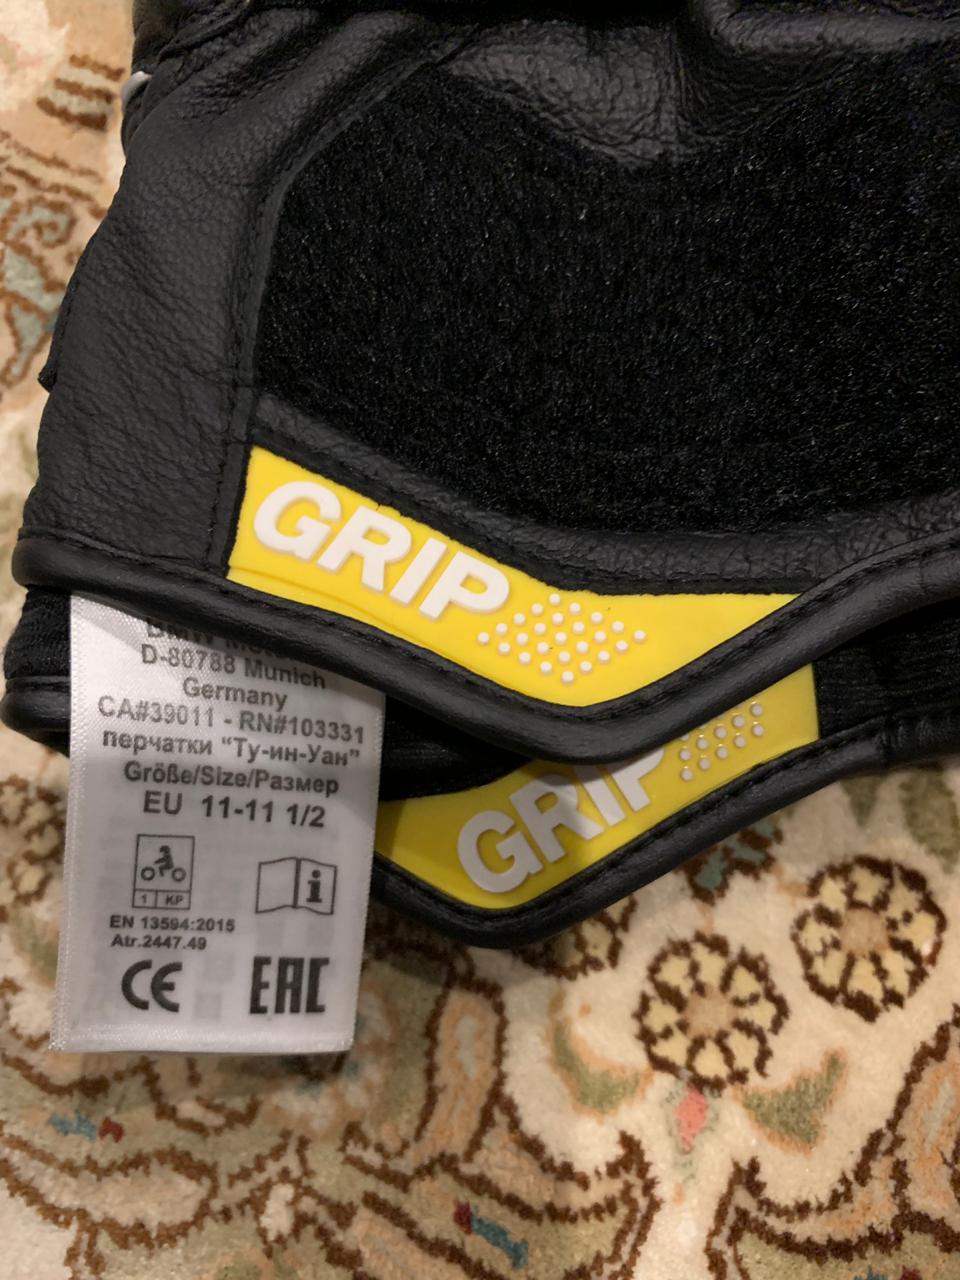 GRIP
GRIP
BMW
D-80788 Munich
Germany
CA#39011 - RN#103331
перчатки "Ту-ин-Уан"
Größe/Size/Размер
EU 11-11 1/2
i
1 KP
EN 13594:2015
Atr.2447.49
CE
EAC